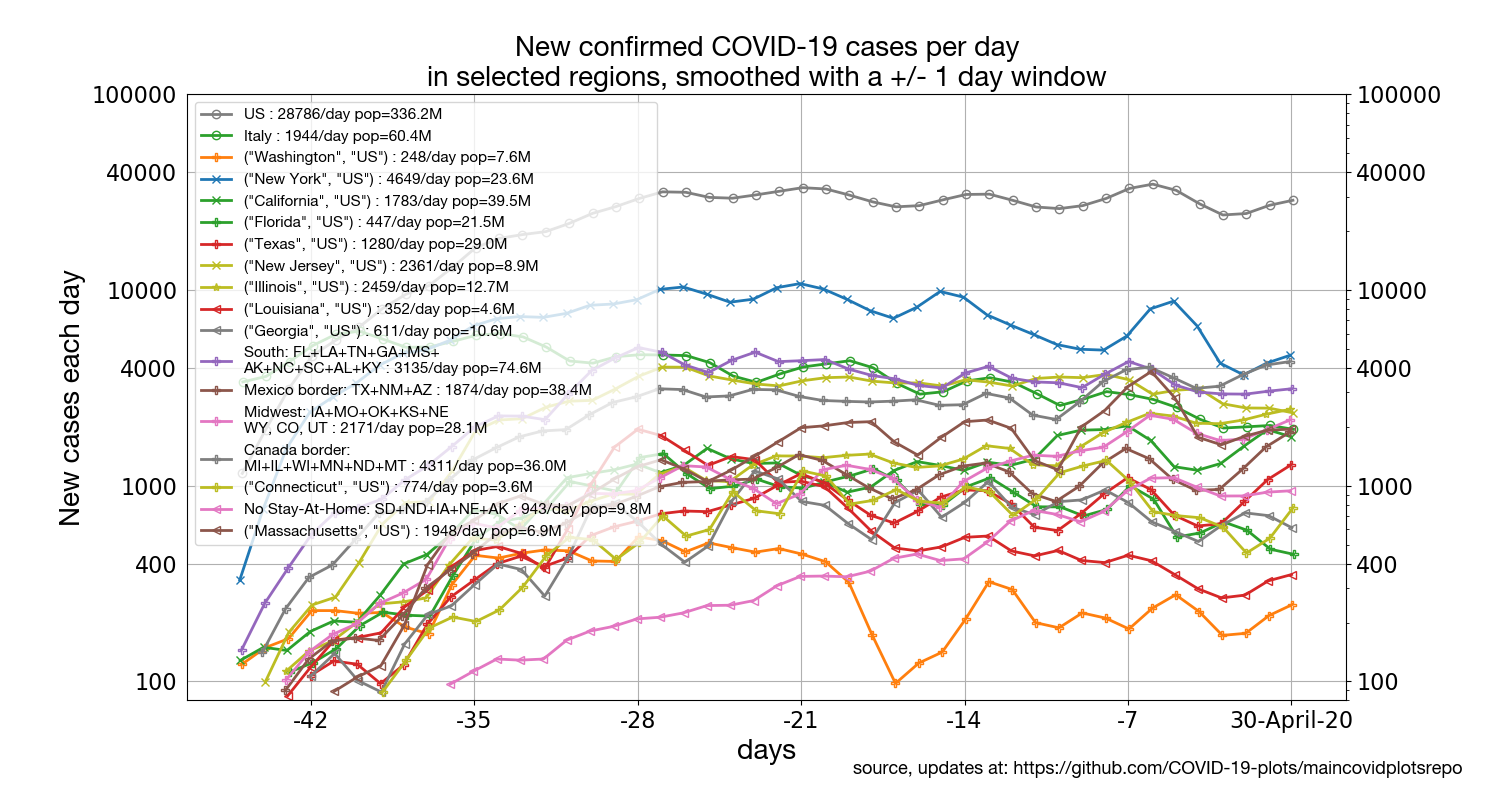 New confirmed COVID-19 cases per day
in selected regions, smoothed with a +/- 1 day window
100000
40000
10000
4000
1000
400
100
New cases each day
US : 28786/day pop=336.2M
Italy : 1944/day pop=60.4M
("Washington", "US") : 248/day pop=7.6M
("New York", "US") : 4649/day pop=23.6M
("California", "US") : 1783/day pop=39.5M
("Florida", "US") : 447/day pop=21.5M
("Texas", "US") : 1280/day pop=29.0M
("New Jersey", "US") : 2361/day pop=8.9M
("Illinois", "US") : 2459/day pop=12.7M
("Louisiana", "US") : 352/day pop=4.6M
("Georgia", "US") : 611/day pop=10.6M
South: FL+LA+TN+GA+MS+
AK+NC+SC+AL+KY : 3135/day pop=74.6M
Mexico border: TX+NM+AZ : 1874/day pop=38.4M
Midwest: IA+MO+OK+KS+NE
WY, CO, UT : 2171/day pop=28.1M
Canada border:
MI+IL+WI+MN+ND+MT : 4311/day pop=36.0M
("Connecticut", "US") : 774/day pop=3.6M
No Stay-At-Home: SD+ND+IA+NE+AK : 943/day pop=9.8M
("Massachusetts", "US") : 1948/day pop=6.9M
100000
40000
10000
4000
1000
400
100
-42 -35 -28 -21 -14 -7 30-April-20
days
source, updates at: https://github.com/COVID-19-plots/maincovidplotsrepo